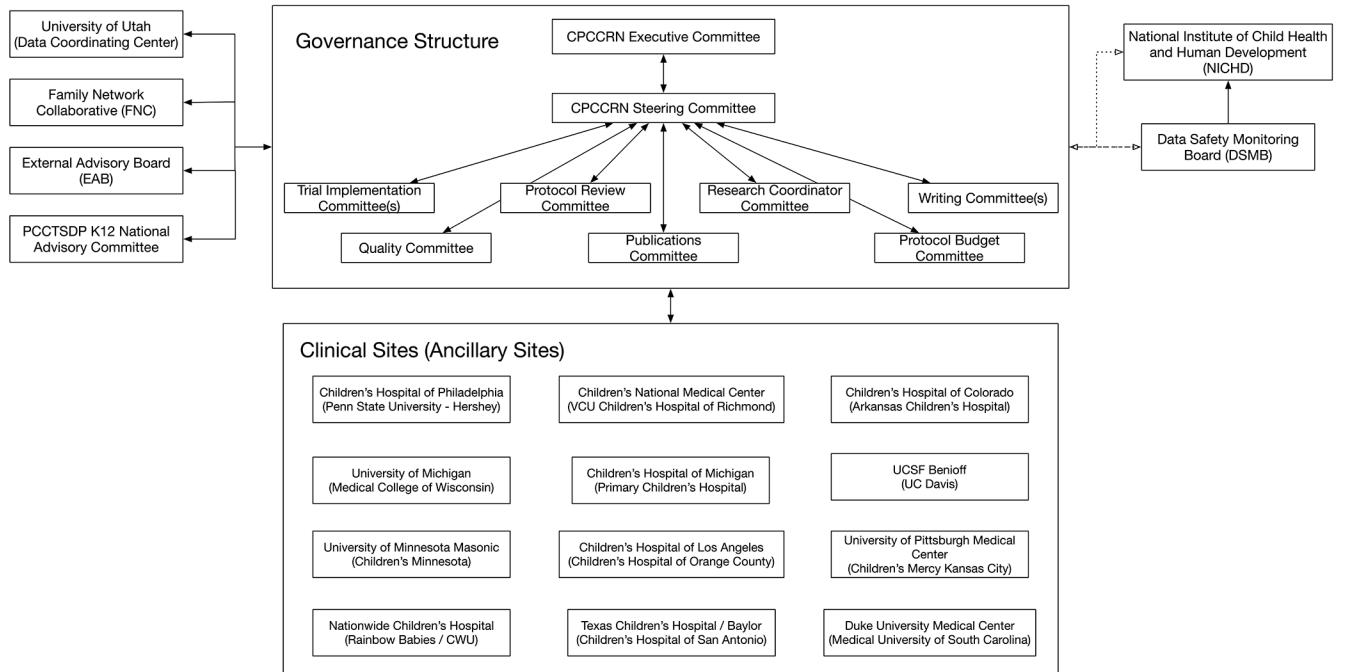 University of Utah
(Data Coordinating Center)
Family Network
Collaborative (FNC)
External Advisory Board
(EAB)
PCCTSDP K12 National
Advisory Committee
Governance Structure
CPCCRN Executive Committee
CPCCRN Steering Committee
Trial Implementation
Committee(s)
Protocol Review
Committee
Research Coordinator
Committee
Writing Committee(s)
Quality Committee
Publications
Committee
Protocol Budget
Committee
National Institute of Child Health
and Human Development
(NICHD)
Data Safety Monitoring
Board (DSMB)
Clinical Sites (Ancillary Sites)
Children's Hospital of Philadelphia
(Penn State University - Hershey)
Children's National Medical Center
(VCU Children's Hospital of Richmond)
Children's Hospital of Colorado
(Arkansas Children's Hospital)
University of Michigan
(Medical College of Wisconsin)
Children's Hospital of Michigan
(Primary Children's Hospital)
UCSF Benioff
(UC Davis)
University of Minnesota Masonic
(Children's Minnesota)
Children's Hospital of Los Angeles
(Children's Hospital of Orange County)
University of Pittsburgh Medical
Center
(Children's Mercy Kansas City)
Nationwide Children's Hospital
(Rainbow Babies / CWU)
Texas Children's Hospital / Baylor
(Children's Hospital of San Antonio)
Duke University Medical Center
(Medical University of South Carolina)